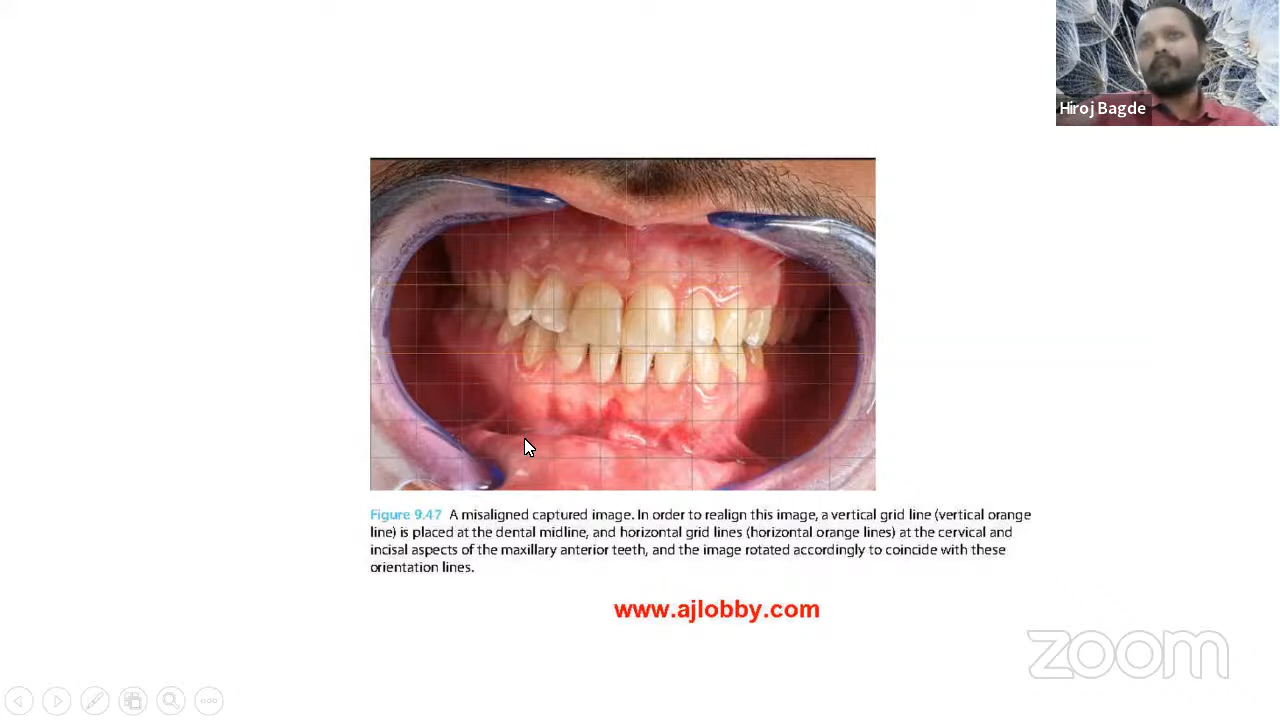 Hiroj Bagde
Figure 9.47 A misaligned captured image. In order to realign this image, a vertical grid line (vertical orange
line) is placed at the dental midline, and horizontal grid lines (horizontal orange lines) at the cervical and
incisal aspects of the maxillary anterior teeth, and the image rotated accordingly to coincide with these
orientation lines.
www.ajlobby.com
zoom